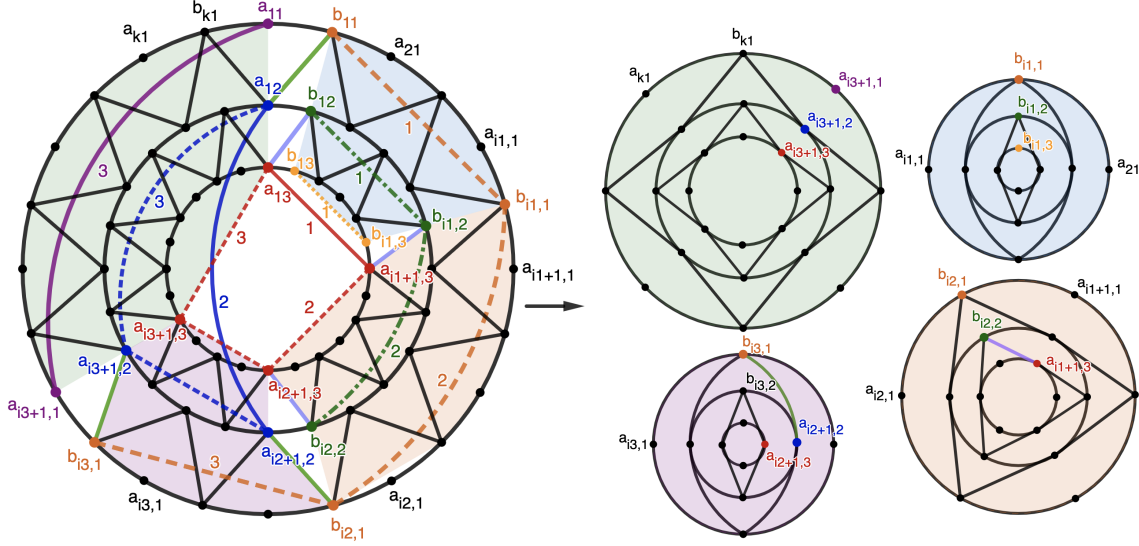 a11
bk1
b11
ak1
a21
a12
b12
1
ai1,1
3
b13
3
1
bi1,1
a13
1
bi1,2
3
1
bi1,3
ai1+1,3
ai1+1,1
2
2
ai3+1,3
2
ai3+1,2
ai2+1,3
2
ai3+1,1
bi2,2
ai2+1,2
bi3,1
3
ai3,1
ai2,1
bi2,1
bk1
ak1
ai3+1,1
ai3+1,2
ai3+1,3
bi1,1
bi1,2
bi1,3
ai1,1
a21
bi3,1
bi3,2
ai3,1
ai2+1,2
ai2+1,3
bi2,1
ai1+1,1
bi2,2
ai1+1,3
ai2,1